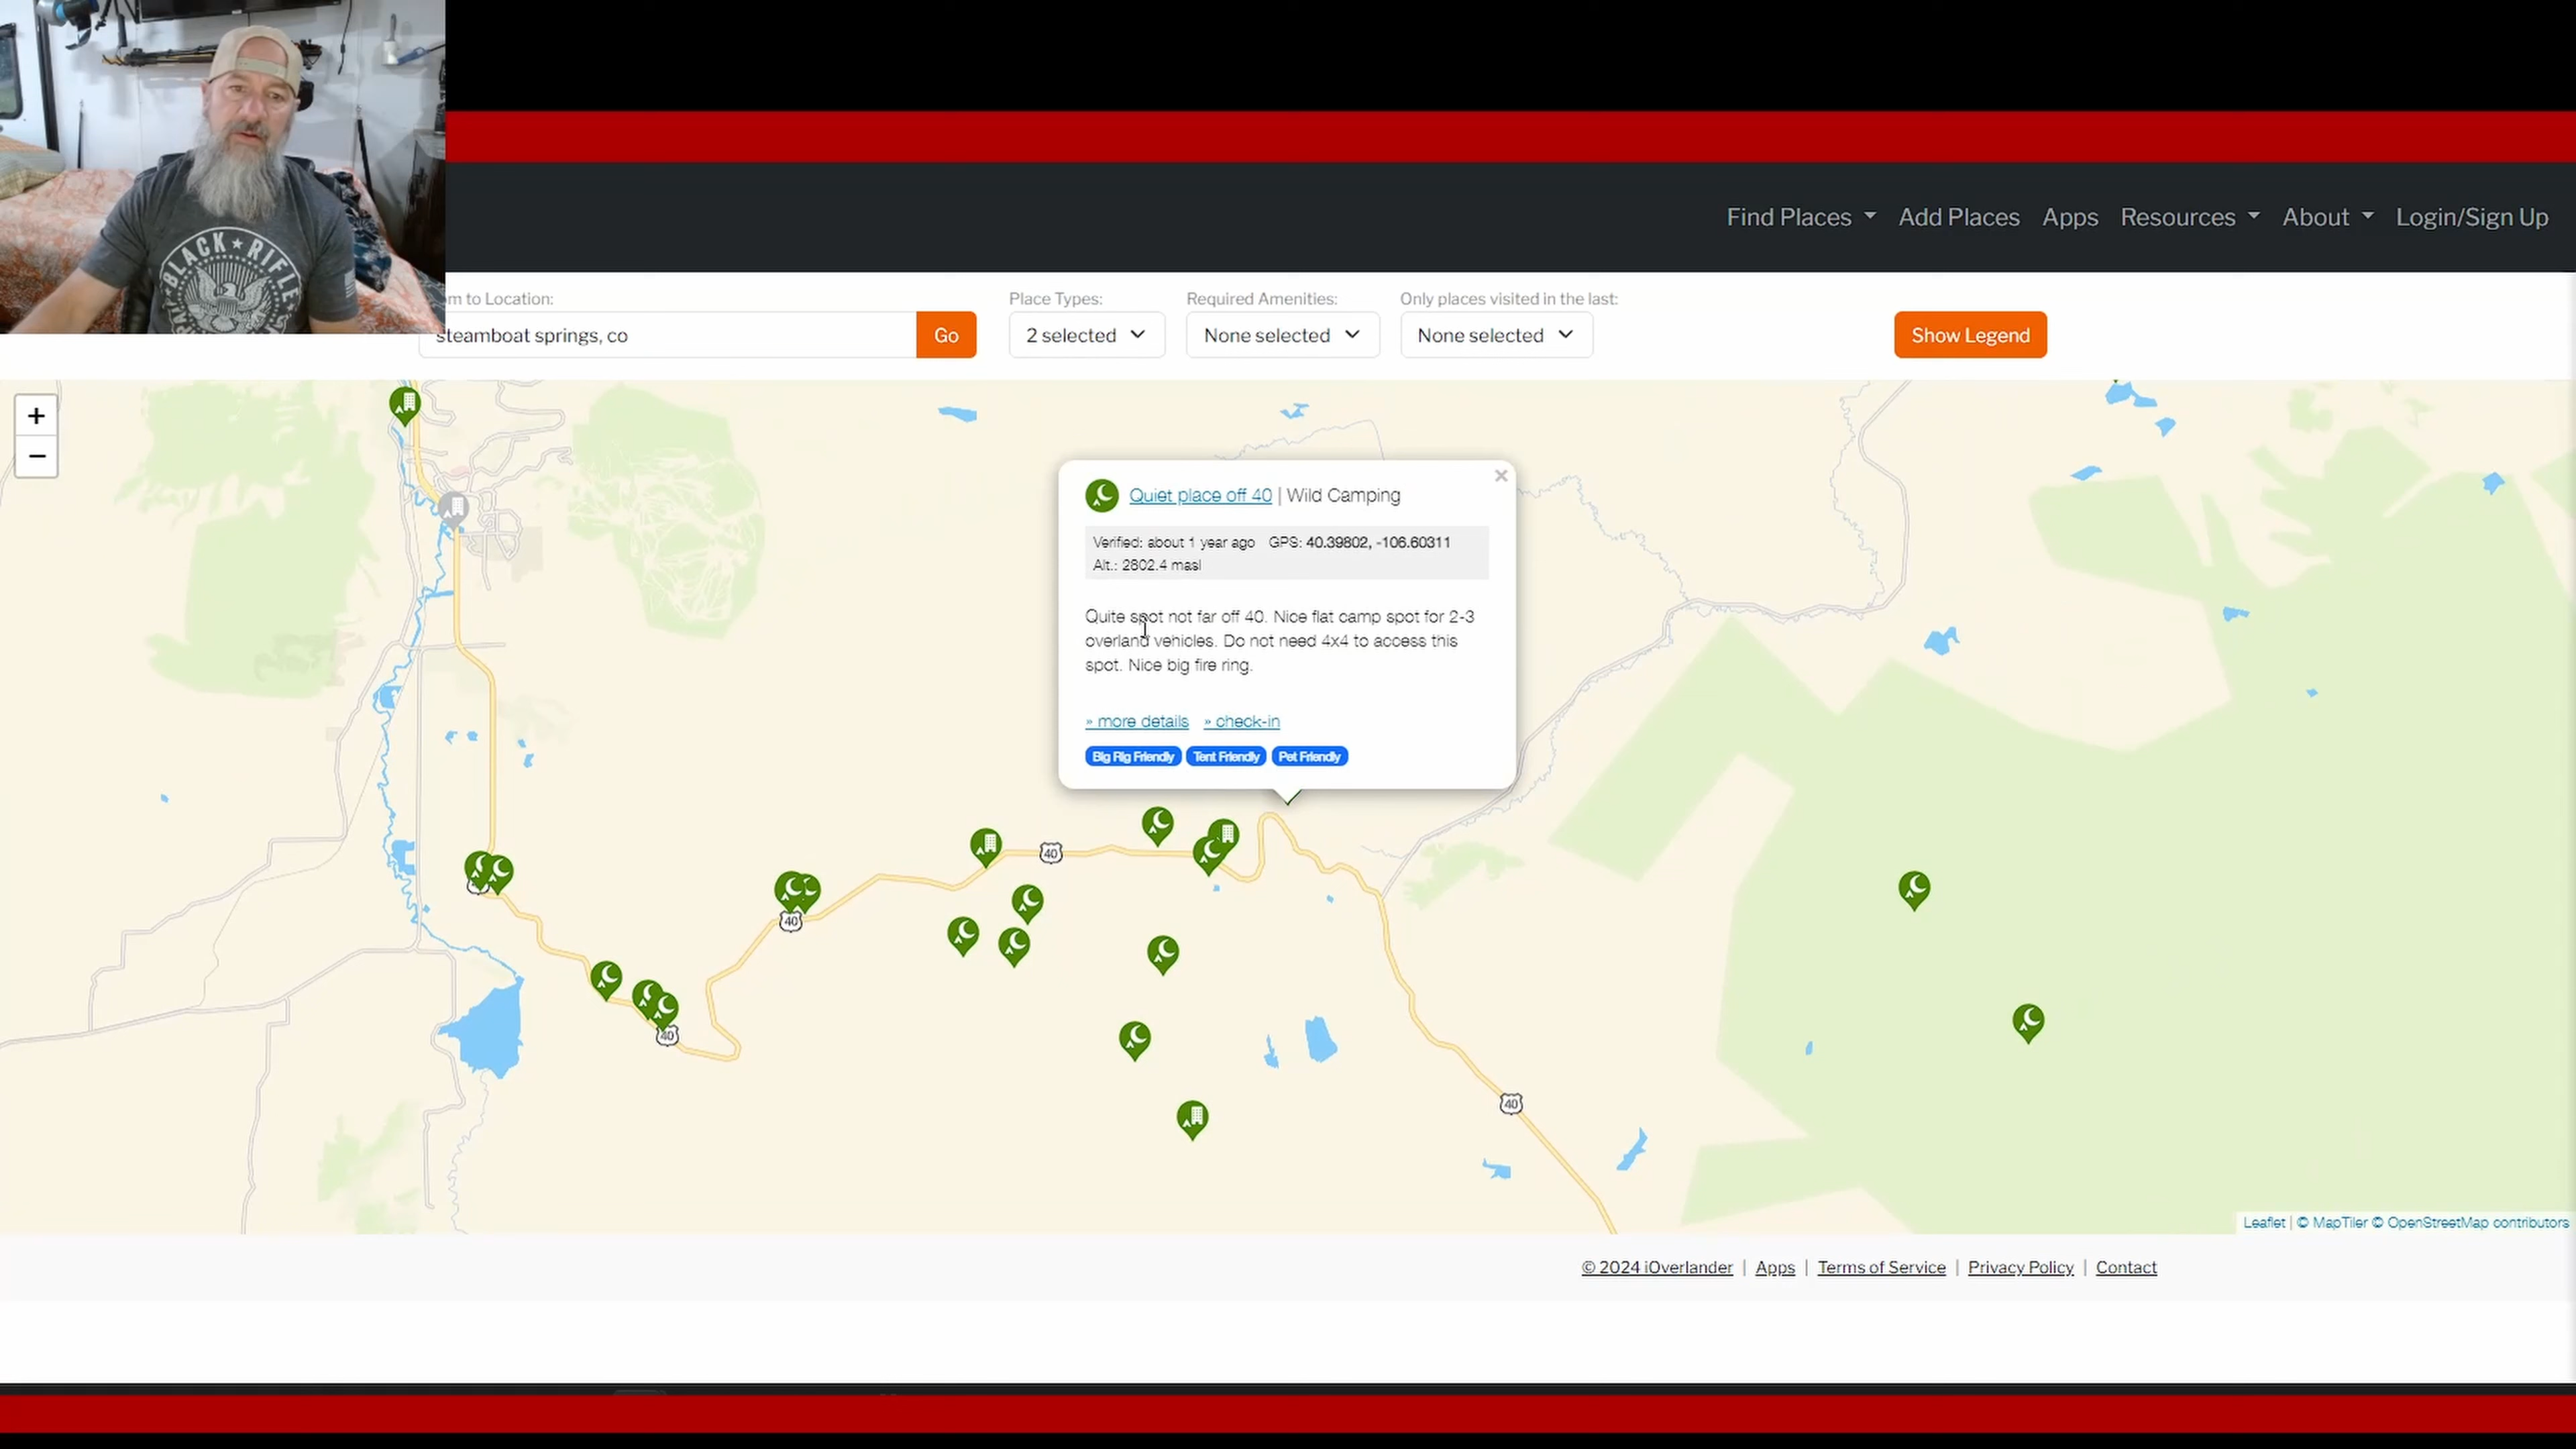 BLACK ★ RIFLE
Find Places
Add Places
Apps
Resources
About
Login/Sign Up
m to Location:
steamboat springs, co
Go
Place Types:
2 selected
Required Amenities:
None selected
Only places visited in the last:
None selected
Show Legend
+
−
×
Quiet place off 40 | Wild Camping
Verified: about 1 year ago GPS: 40.39802, -106.60311
Alt.: 2802.4 masl
Quite spot not far off 40. Nice flat camp spot for 2-3
overland vehicles. Do not need 4x4 to access this
spot. Nice big fire ring.
» more details » check-in
Big Rig Friendly Tent Friendly Pet Friendly
40
40
40
40
Leaflet | © MapTiler © OpenStreetMap contributors
© 2024 iOverlander | Apps | Terms of Service | Privacy Policy | Contact